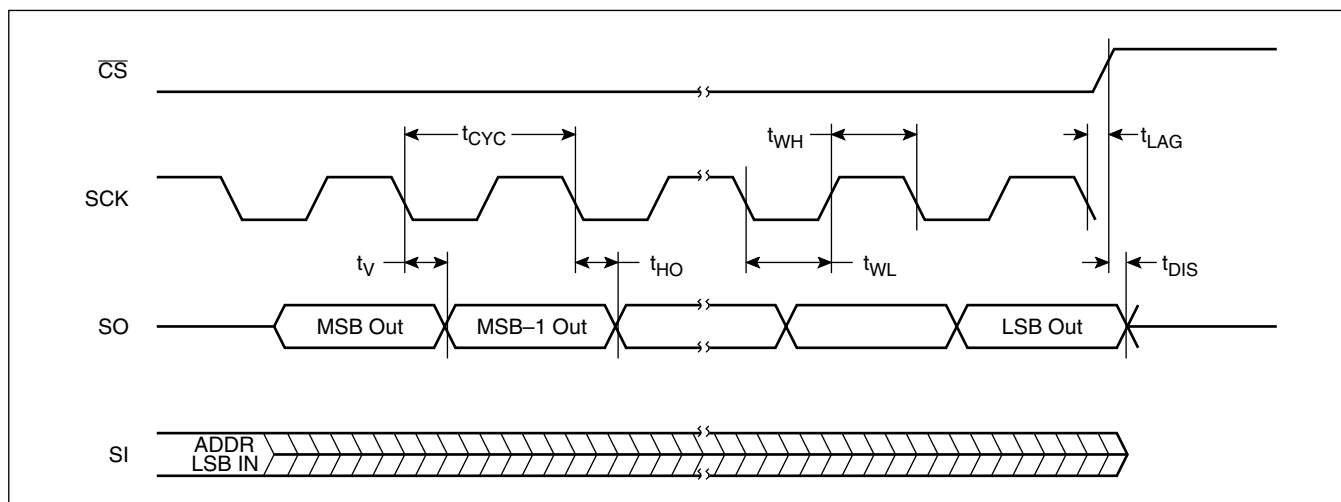 CS
tCYC
tWH
tLAG
SCK
tV
tHO
tWL
tDIS
SO
MSB Out
MSB–1 Out
LSB Out
SI
ADDR
LSB IN